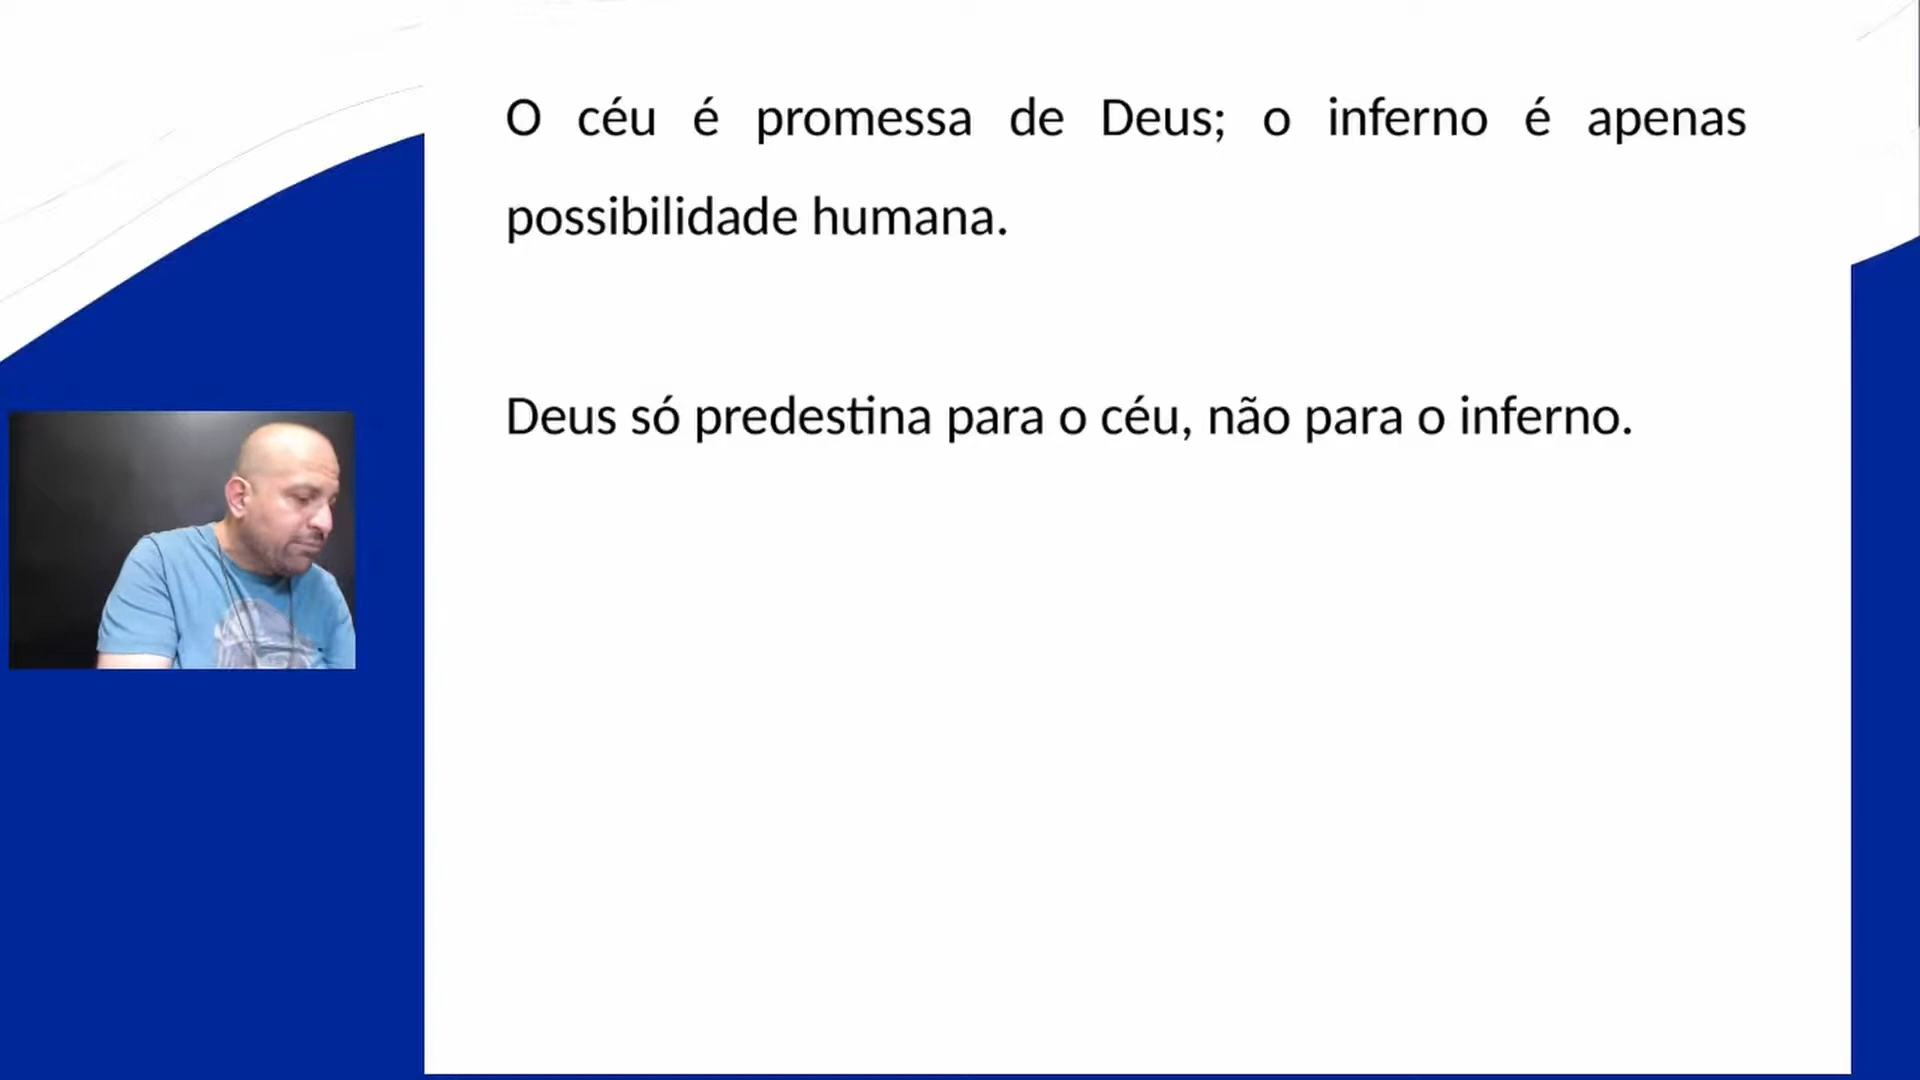 O céu é promessa de Deus; o inferno é apenas
possibilidade humana.
Deus só predestina para o céu, não para o inferno.